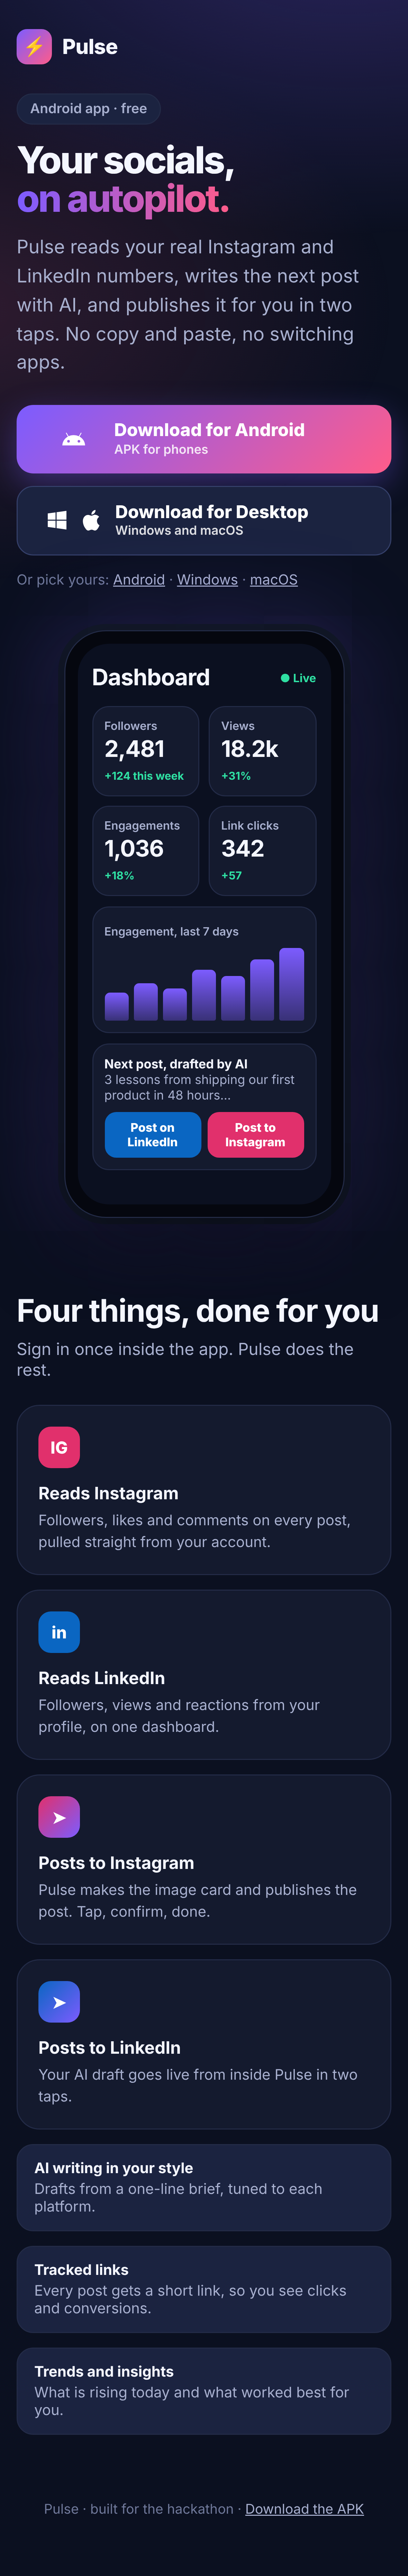 Pulse
Android app · free
Your socials,
on autopilot.
Pulse reads your real Instagram and
LinkedIn numbers, writes the next post
with AI, and publishes it for you in two
taps. No copy and paste, no switching
apps.
Download for Android
APK for phones
Download for Desktop
Windows and macOS
Or pick yours: Android · Windows · macOS
Dashboard
Live
Followers
2,481
+124 this week
Views
18.2k
+31%
Engagements
1,036
+18%
Link clicks
342
+57
Engagement, last 7 days
Next post, drafted by AI
3 lessons from shipping our first
product in 48 hours...
Post on
LinkedIn
Post to
Instagram
Four things, done for you
Sign in once inside the app. Pulse does the
rest.
IG
Reads Instagram
Followers, likes and comments on every post,
pulled straight from your account.
in
Reads LinkedIn
Followers, views and reactions from your
profile, on one dashboard.
Posts to Instagram
Pulse makes the image card and publishes the
post. Tap, confirm, done.
Posts to LinkedIn
Your AI draft goes live from inside Pulse in two
taps.
AI writing in your style
Drafts from a one-line brief, tuned to each
platform.
Tracked links
Every post gets a short link, so you see clicks
and conversions.
Trends and insights
What is rising today and what worked best for
you.
Pulse · built for the hackathon · Download the APK